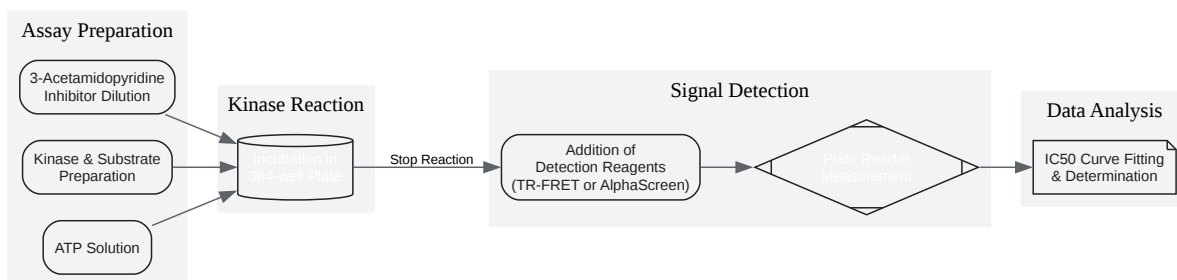 Assay Preparation
3-Acetamidopyridine
Inhibitor Dilution
Kinase & Substrate
Preparation
ATP Solution
Kinase Reaction
Incubation in
384-well Plate
Stop Reaction
Signal Detection
Addition of
Detection Reagents
(TR-FRET or AlphaScreen)
Plate Reader
Measurement
Data Analysis
IC50 Curve Fitting
& Determination